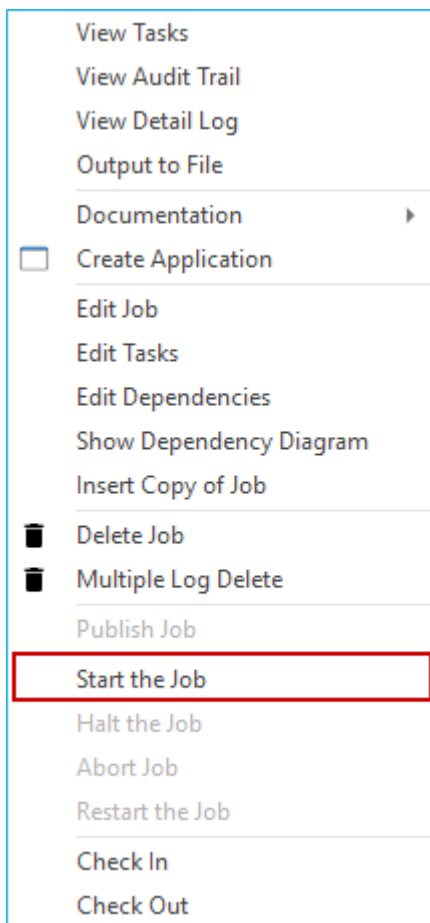 View Tasks
View Audit Trail
View Detail Log
Output to File
Documentation
Create Application
Edit Job
Edit Tasks
Edit Dependencies
Show Dependency Diagram
Insert Copy of Job
Delete Job
Multiple Log Delete
Publish Job
Start the Job
Halt the Job
Abort Job
Restart the Job
Check In
Check Out